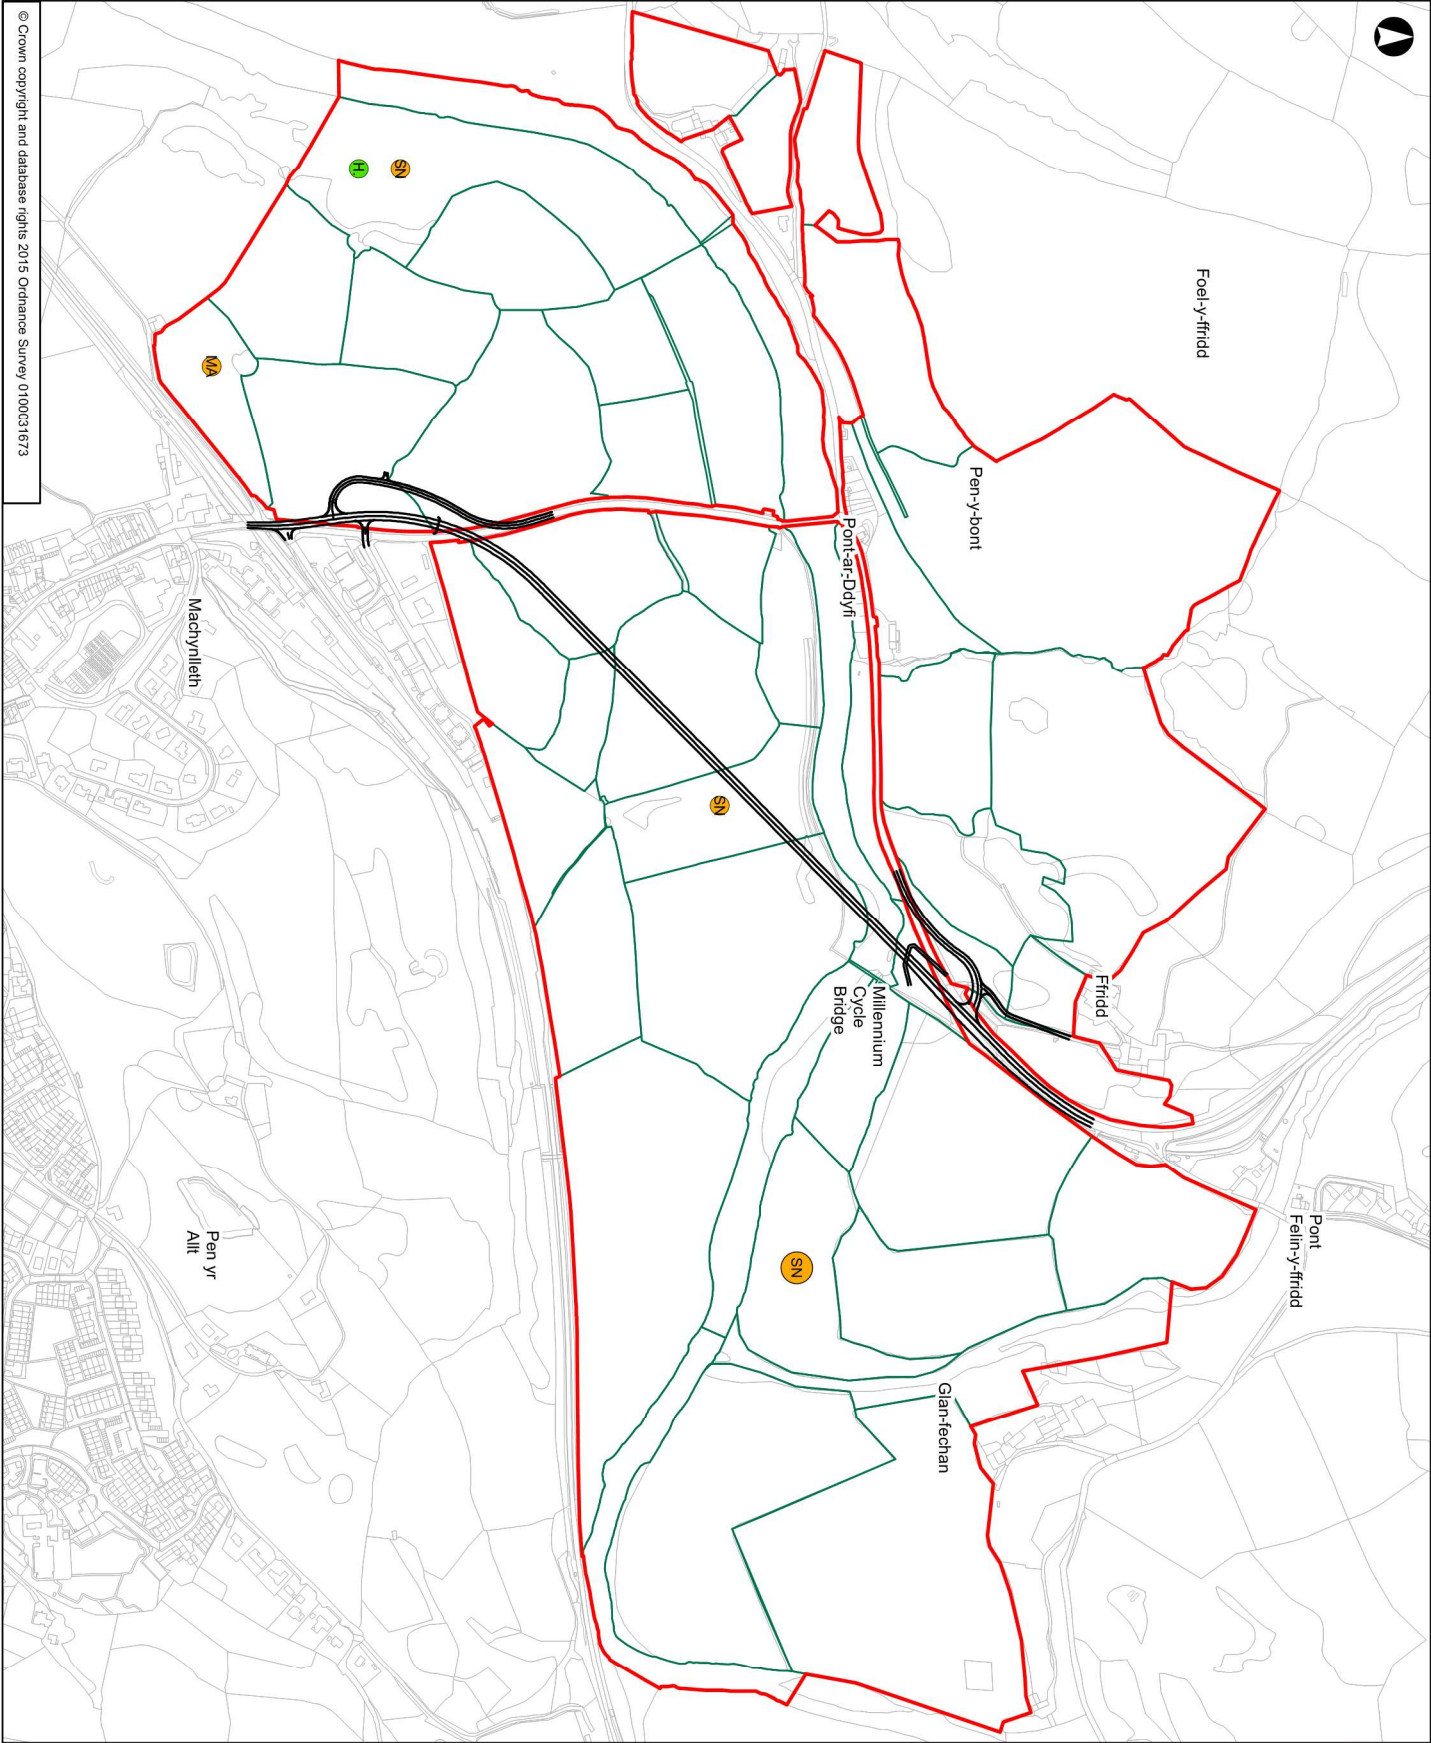 Foel-y-ffridd
Pen-y-bont
Pont-ar-Ddyfi
Ffridd
Pont
Felin-y-ffridd
Millennium
Cycle
Bridge
Glan-fechan
Machynlleth
Pen yr
Allt
SN
H.
MA
SN
SN
© Crown copyright and database rights 2015 Ordnance Survey 0100031673